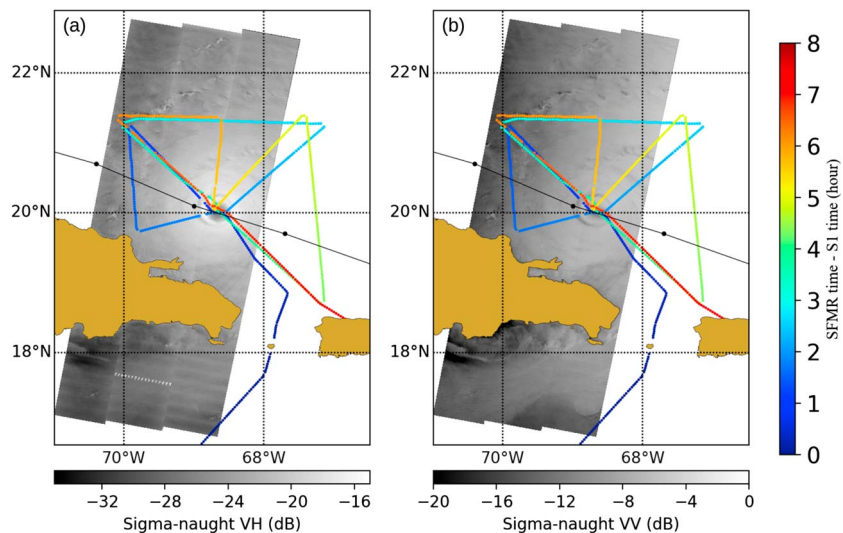 (a)
(b)
22°N
20°N
18°N
70°W
68°W
22°N
20°N
18°N
70°W
68°W
−32
−28
−24
−20
−16
Sigma-naught VH (dB)
−20
−16
−12
−8
−4
0
Sigma-naught VV (dB)
8
7
6
5
4
3
2
1
0
SFMR time - S1 time (hour)